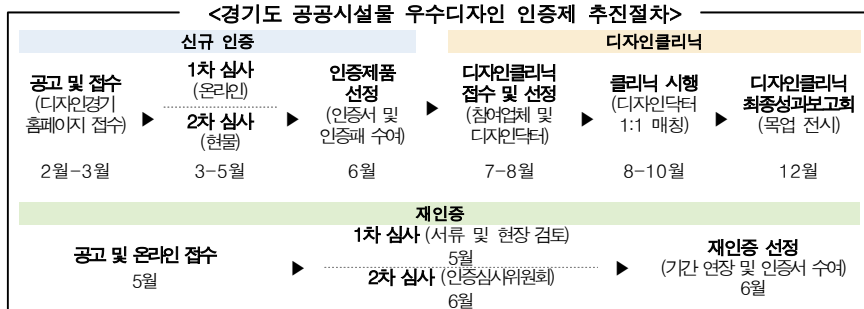 <경기도 공공시설물 우수디자인 인증제 추진절차>
신규 인증
디자인클리닉
공고 및 접수
(디자인경기
홈페이지 접수)
▶
1차 심사
(온라인)
2차 심사
(현물)
▶
인증제품
선정
(인증서 및
인증패 수여)
▶
디자인클리닉
접수 및 선정
(참여업체 및
디자인닥터)
▶
클리닉 시행
(디자인닥터
1:1 매칭)
▶
디자인클리닉
최종성과보고회
(목업 전시)
2월-3월
3-5월
6월
7-8월
8-10월
12월
재인증
공고 및 온라인 접수
5월
▶
1차 심사 (서류 및 현장 검토)
5월
2차 심사 (인증심사위원회)
6월
▶
재인증 선정
(기간 연장 및 인증서 수여)
6월